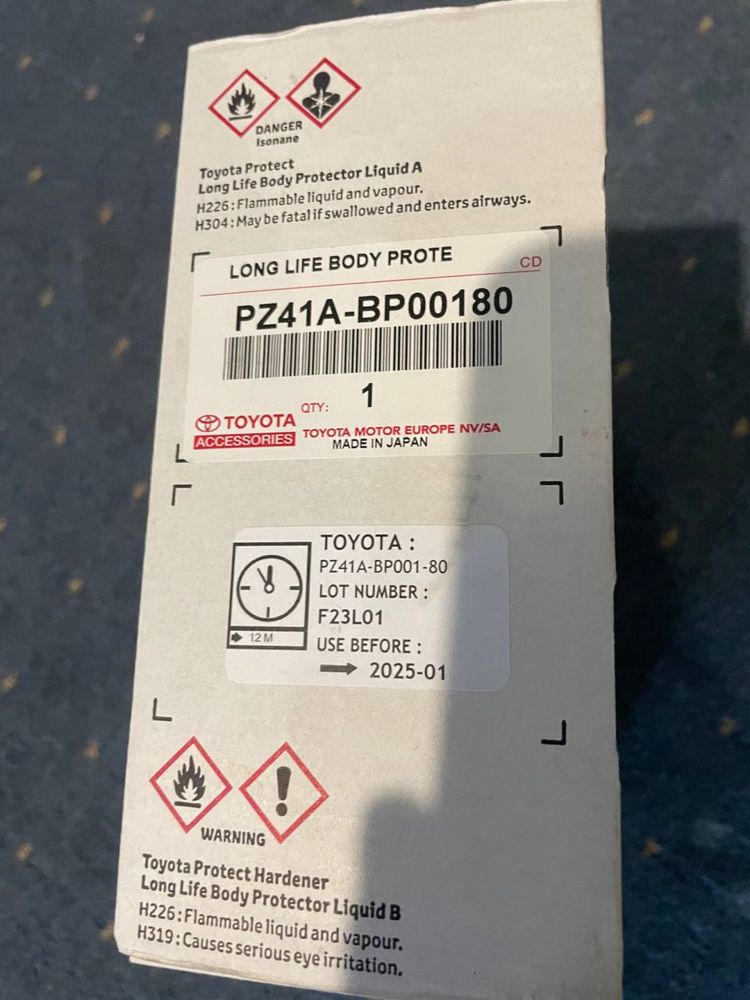 DANGER
Isonane
Toyota Protect
Long Life Body Protector Liquid A
H226:Flammable liquid and vapour.
H304:May be fatal if swallowed and enters airways.
LONG LIFE BODY PROTE
CD
PZ41A-BP00180
QTY: 1
TOYOTA
ACCESSORIES
TOYOTA MOTOR EUROPE NV/SA
MADE IN JAPAN
TOYOTA :
PZ41A-BP001-80
LOT NUMBER :
F23L01
12 M
USE BEFORE :
2025-01
WARNING
Toyota Protect Hardener
Long Life Body Protector Liquid B
H226:Flammable liquid and vapour.
H319:Causes serious eye irritation.